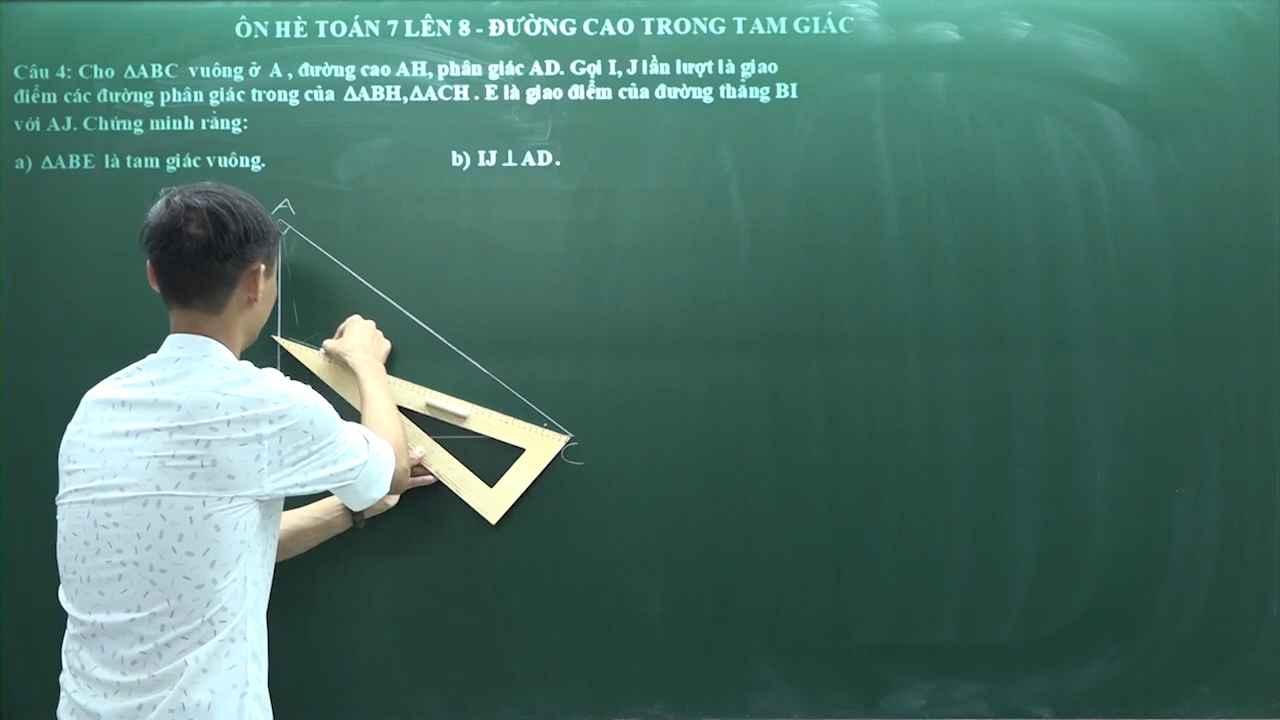 ÔN HÈ TOÁN 7 LÊN 8 - ĐƯỜNG CAO TRONG TAM GIÁC
Câu 4: Cho ΔABC vuông ở A , đường cao AH, phân giác AD. Gọi I, J lần lượt là giao
điểm các đường phân giác trong của ΔABH, ΔACH . E là giao điểm của đường thẳng BI
với AJ. Chứng minh rằng:
a) ΔABE là tam giác vuông. b) IJ ⊥ AD.
A
C